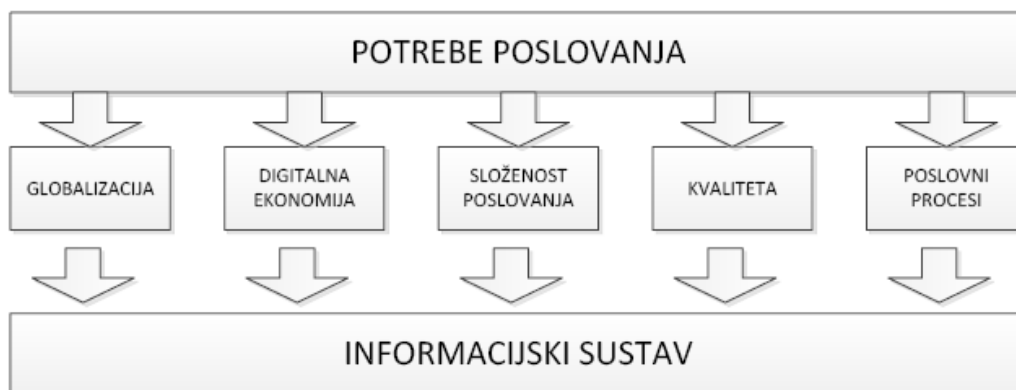 POTREBE POSLOVANJA
GLOBALIZACIJA
DIGITALNA
EKONOMIJA
SLOŽENOST
POSLOVANJA
KVALITETA
POSLOVNI
PROCESI
INFORMACIJSKI SUSTAV